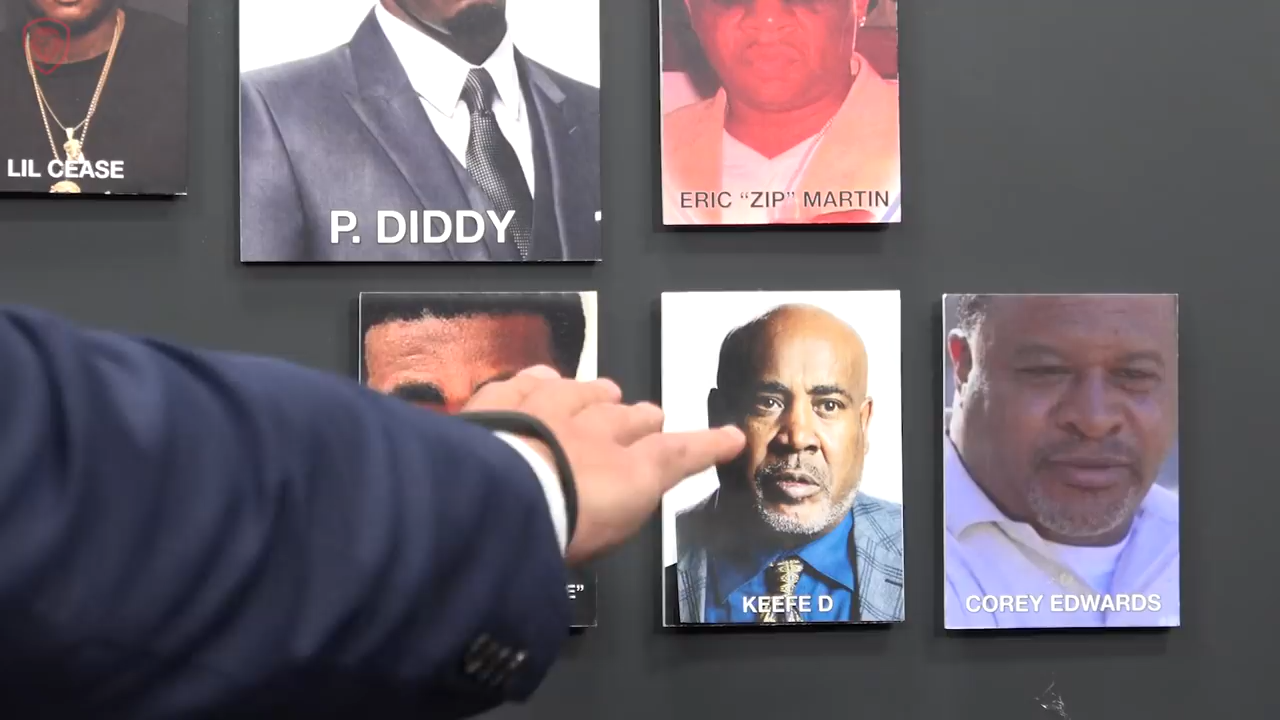 LIL CEASE
P. DIDDY
ERIC “ZIP” MARTIN
E”
KEEFE D
COREY EDWARDS